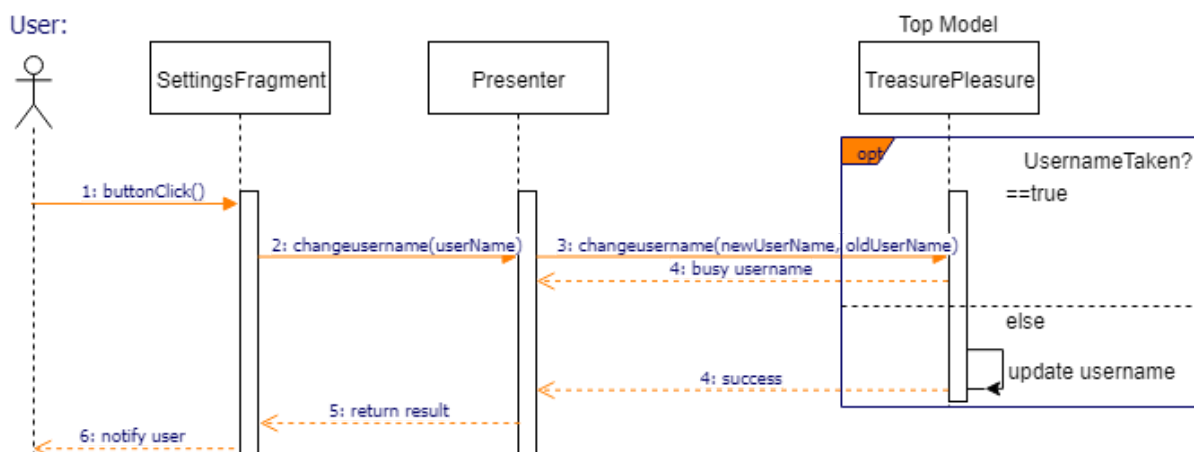 User:
Top Model
SettingsFragment
Presenter
TreasurePleasure
opt
UsernameTaken?
==true
1: buttonClick()
2: changeusername(userName)
3: changeusername(newUserName, oldUserName)
4: busy username
else
update username
4: success
5: return result
6: notify user